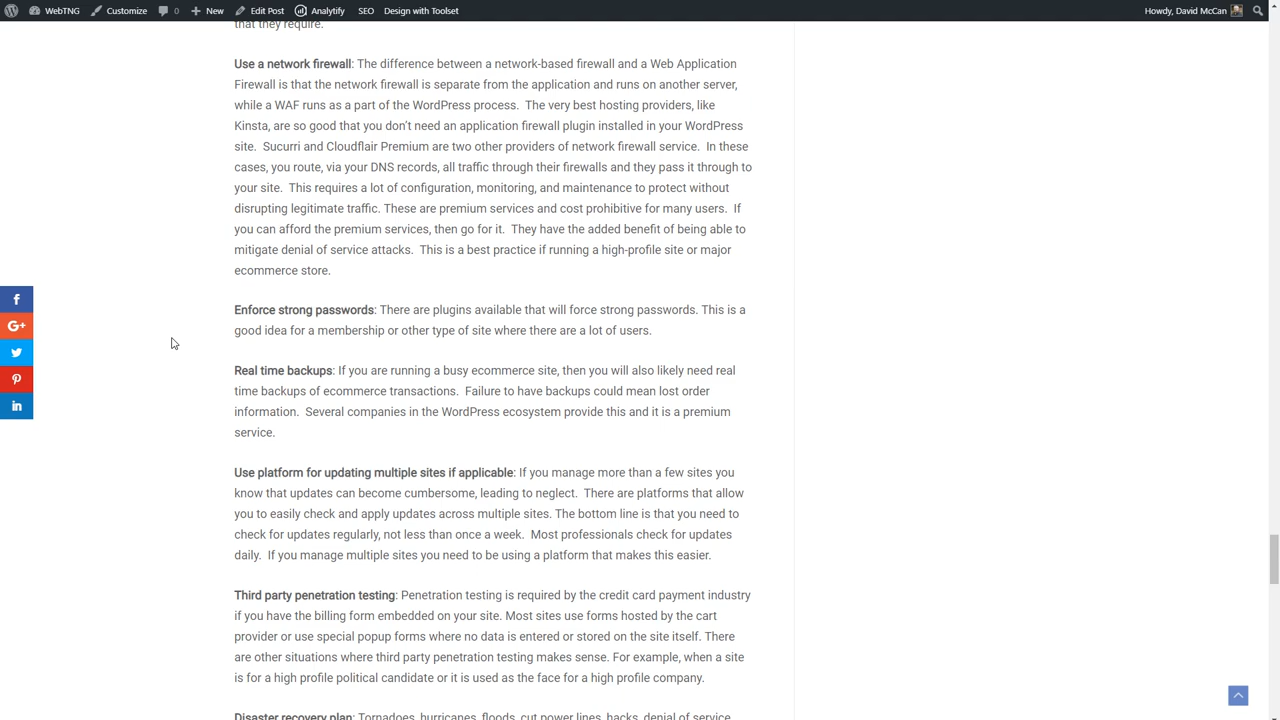 WebTNG Customize 0 New Edit Post Analytify SEO Design with Toolset Howdy, David McCan
that they require.
Use a network firewall: The difference between a network-based firewall and a Web Application
Firewall is that the network firewall is separate from the application and runs on another server,
while a WAF runs as a part of the WordPress process. The very best hosting providers, like
Kinsta, are so good that you don't need an application firewall plugin installed in your WordPress
site. Sucurri and Cloudflair Premium are two other providers of network firewall service. In these
cases, you route, via your DNS records, all traffic through their firewalls and they pass it through to
your site. This requires a lot of configuration, monitoring, and maintenance to protect without
disrupting legitimate traffic. These are premium services and cost prohibitive for many users. If
you can afford the premium services, then go for it. They have the added benefit of being able to
mitigate denial of service attacks. This is a best practice if running a high-profile site or major
ecommerce store.
Enforce strong passwords: There are plugins available that will force strong passwords. This is a
good idea for a membership or other type of site where there are a lot of users.
Real time backups: If you are running a busy ecommerce site, then you will also likely need real
time backups of ecommerce transactions. Failure to have backups could mean lost order
information. Several companies in the WordPress ecosystem provide this and it is a premium
service.
Use platform for updating multiple sites if applicable: If you manage more than a few sites you
know that updates can become cumbersome, leading to neglect. There are platforms that allow
you to easily check and apply updates across multiple sites. The bottom line is that you need to
check for updates regularly, not less than once a week. Most professionals check for updates
daily. If you manage multiple sites you need to be using a platform that makes this easier.
Third party penetration testing: Penetration testing is required by the credit card payment industry
if you have the billing form embedded on your site. Most sites use forms hosted by the cart
provider or use special popup forms where no data is entered or stored on the site itself. There
are other situations where third party penetration testing makes sense. For example, when a site
is for a high profile political candidate or it is used as the face for a high profile company.
Disaster recovery plan: Tornadoes, hurricanes, floods, cut power lines, hacks, denial of service